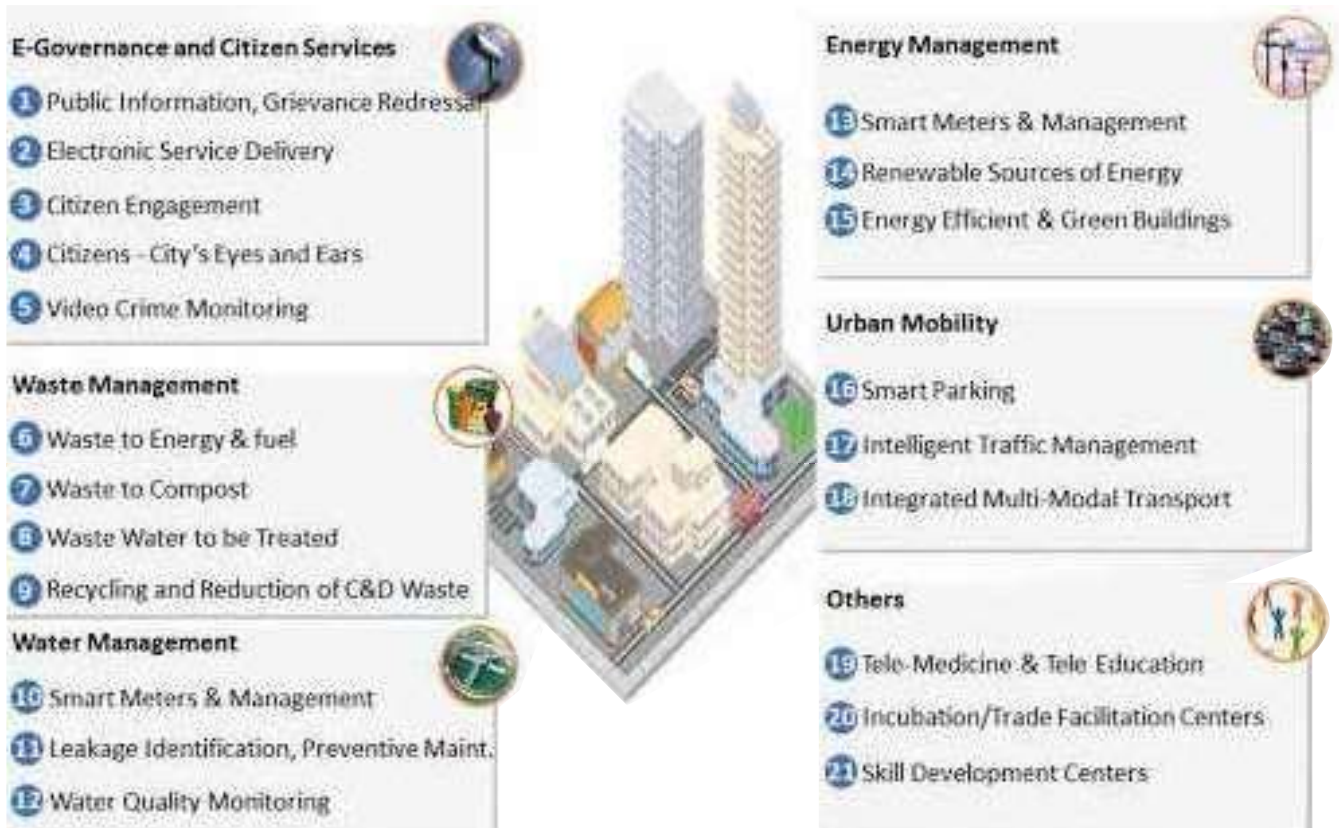 E-Governance and Citizen Services
1 Public Information, Grievance Redressal
2 Electronic Service Delivery
3 Citizen Engagement
4 Citizens - City's Eyes and Ears
5 Video Crime Monitoring
Waste Management
6 Waste to Energy & fuel
7 Waste to Compost
8 Waste Water to be Treated
9 Recycling and Reduction of C&D Waste
Water Management
10 Smart Meters & Management
11 Leakage Identification, Preventive Maint.
12 Water Quality Monitoring
Energy Management
13 Smart Meters & Management
14 Renewable Sources of Energy
15 Energy Efficient & Green Buildings
Urban Mobility
16 Smart Parking
17 Intelligent Traffic Management
18 Integrated Multi-Modal Transport
Others
19 Tele-Medicine & Tele Education
20 Incubation/Trade Facilitation Centers
21 Skill Development Centers